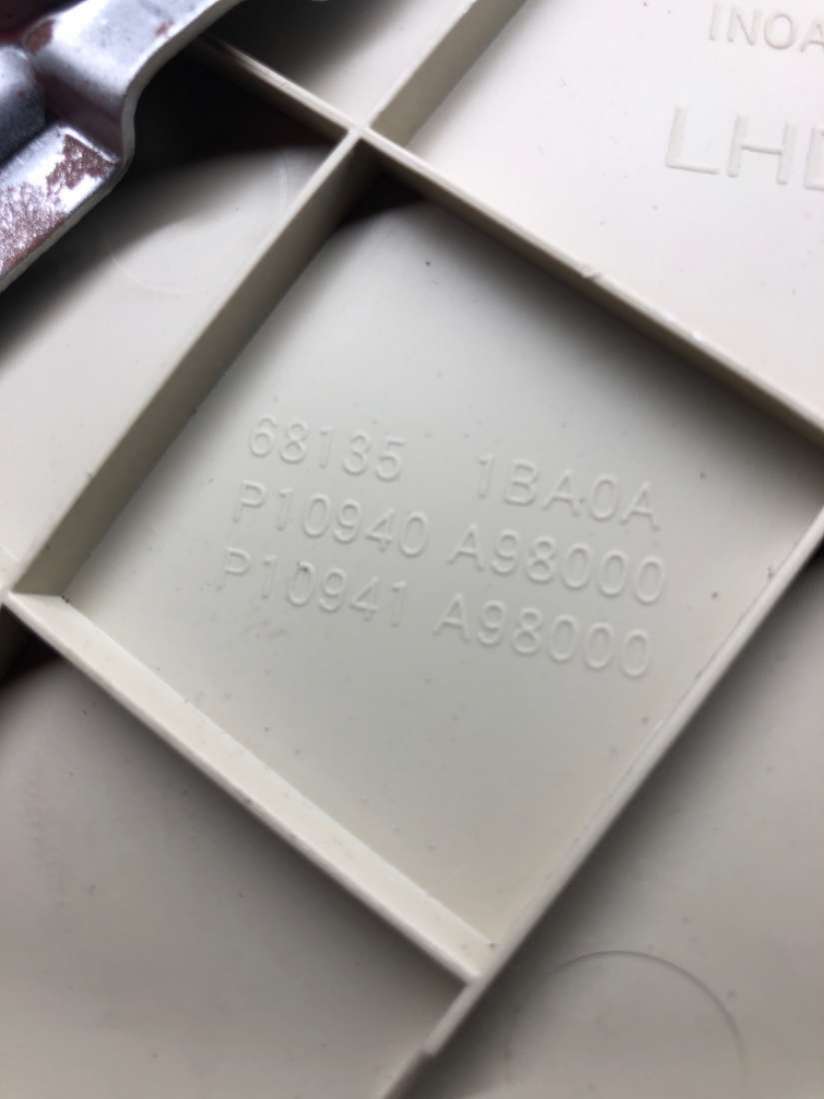 INOA
LHD
68135 1BA0A
P10940 A98000
P10941 A98000